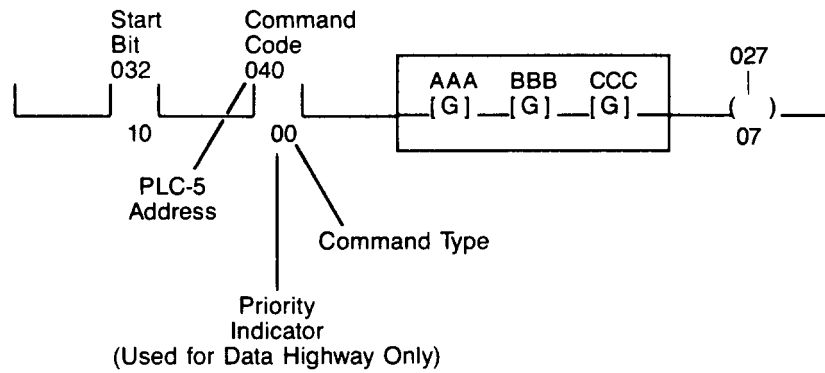 Start Bit
032
10
Command Code
040
00
AAA BBB CCC
[G] [G] [G]
027
( )
07
PLC-5 Address
Command Type
Priority Indicator
(Used for Data Highway Only)